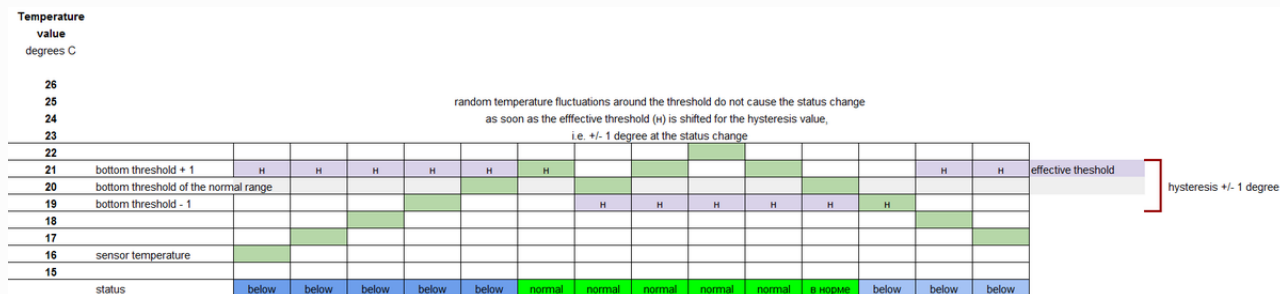 Temperature
value
degrees C
26
25 random temperature fluctuations around the threshold do not cause the status change
24 as soon as the efffective threshold (н) is shifted for the hysteresis value,
23 i.e. +/- 1 degree at the status change
22
21 bottom threshold + 1 н н н н н н н н effective theshold
20 bottom threshold of the normal range hysteresis +/- 1 degree
19 bottom threshold - 1 н н н н н н
18
17
16 sensor temperature
15
status below below below below below normal normal normal normal normal в норме below below below